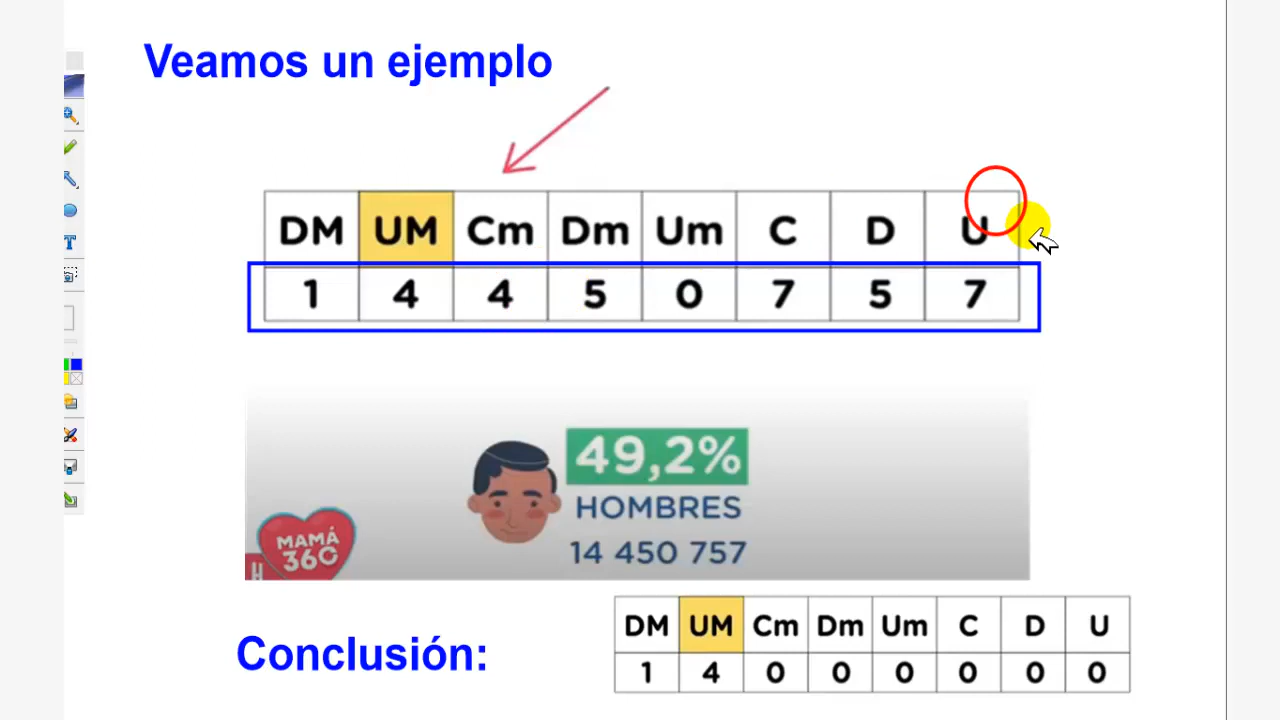 Veamos un ejemplo
DM UM Cm Dm Um C D U
1 4 4 5 0 7 5 7
49,2%
HOMBRES
14 450 757
MAMÁ
360
H
Conclusión:
DM UM Cm Dm Um C D U
1 4 0 0 0 0 0 0